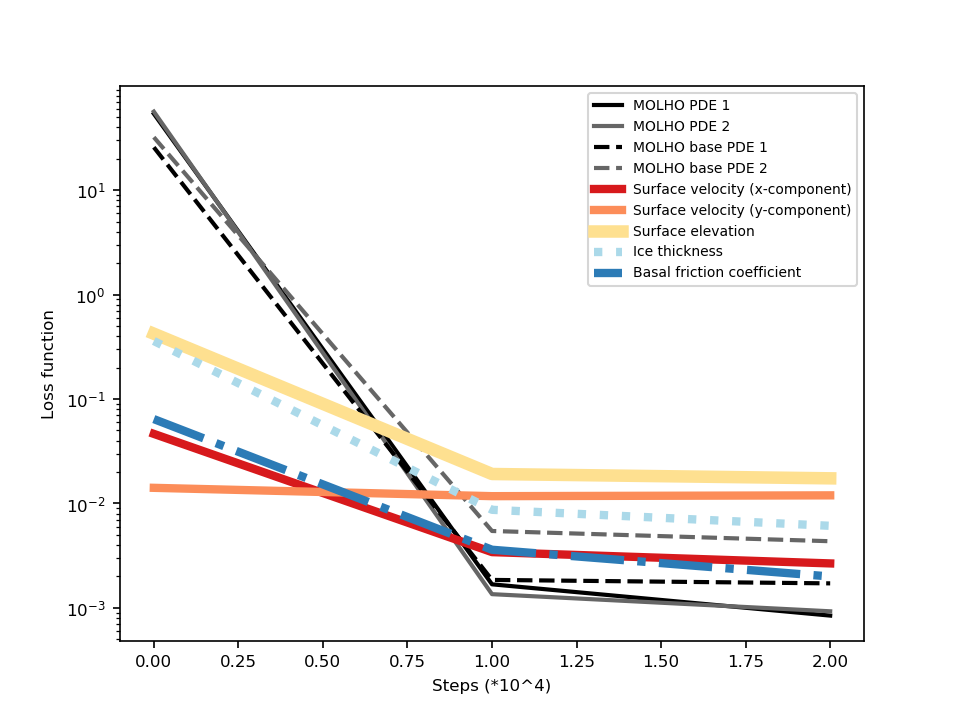 MOLHO PDE 1
MOLHO PDE 2
MOLHO base PDE 1
MOLHO base PDE 2
Surface velocity (x-component)
Surface velocity (y-component)
Surface elevation
Ice thickness
Basal friction coefficient
Loss function
10^1
10^0
10^−1
10^−2
10^−3
0.00 0.25 0.50 0.75 1.00 1.25 1.50 1.75 2.00
Steps (*10^4)